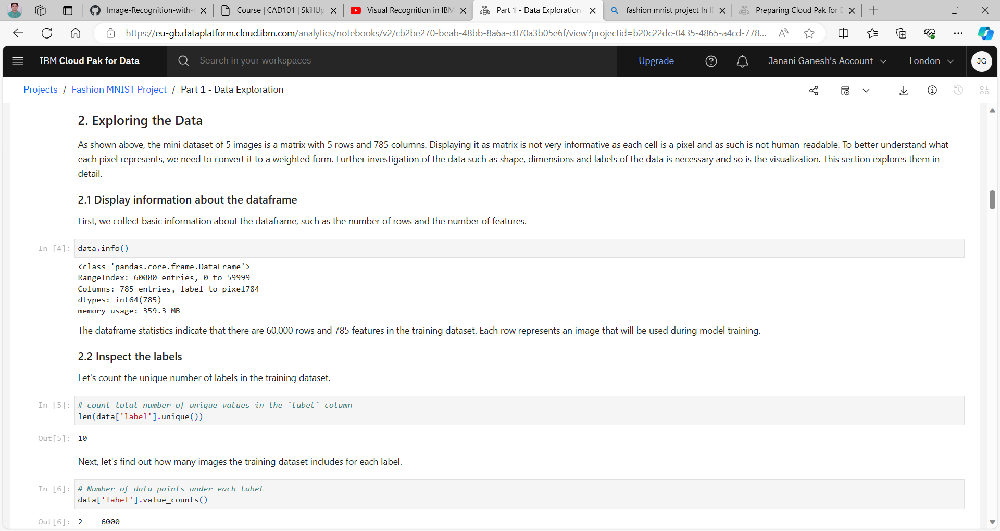 Image-Recognition-with-
Course | CAD101 | SkillUp
Visual Recognition in IBM
Part 1 - Data Exploration
fashion mnist project In I
Preparing Cloud Pak for D
https://eu-gb.dataplatform.cloud.ibm.com/analytics/notebooks/v2/cb2be270-beab-48bb-8a6a-c070a3b05e6f/view?projectid=b20c22dc-0435-4865-a4cd-778...
IBM Cloud Pak for Data
Search in your workspaces
Upgrade
Janani Ganesh's Account
London
JG
Projects / Fashion MNIST Project / Part 1 - Data Exploration
2. Exploring the Data
As shown above, the mini dataset of 5 images is a matrix with 5 rows and 785 columns. Displaying it as matrix is not very informative as each cell is a pixel and as such is not human-readable. To better understand what
each pixel represents, we need to convert it to a weighted form. Further investigation of the data such as shape, dimensions and labels of the data is necessary and so is the visualization. This section explores them in
detail.
2.1 Display information about the dataframe
First, we collect basic information about the dataframe, such as the number of rows and the number of features.
In [4]: data.info()
<class 'pandas.core.frame.DataFrame'>
RangeIndex: 60000 entries, 0 to 59999
Columns: 785 entries, label to pixel784
dtypes: int64(785)
memory usage: 359.3 MB
The dataframe statistics indicate that there are 60,000 rows and 785 features in the training dataset. Each row represents an image that will be used during model training.
2.2 Inspect the labels
Let's count the unique number of labels in the training dataset.
In [5]: # count total number of unique values in the `label` column
len(data['label'].unique())
Out[5]: 10
Next, let's find out how many images the training dataset includes for each label.
In [6]: # Number of data points under each label
data['label'].value_counts()
Out[6]: 2    6000